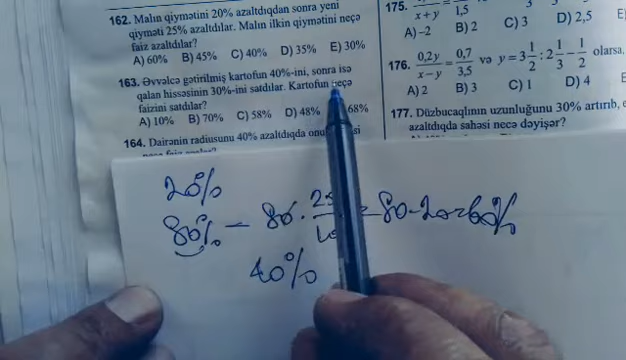 162. Malın qiymətini 20% azaltdıqdan sonra yeni
qiyməti 25% azaltdılar. Malın ilkin qiymətini neçə
faiz azaltdılar?
A) 60% B) 45% C) 40% D) 35% E) 30%
163. Əvvəlcə gətirilmiş kartofun 40%-ini, sonra isə
qalan hissəsinin 30%-ini satdılar. Kartofun neçə
faizini satdılar?
A) 10% B) 70% C) 58% D) 48% 68%
164. Dairənin radiusunu 40% azaltdıqda
175.
x+y 1,5
A) -2 B) 2 C) 3 D) 2,5 E
176. 0,2y/x-y = 0,7/3,5 və y = 3 1/2 : 2 1/3 - 1/2 olarsa,
A) 2 B) 3 C) 1 D) 4 E
177. Düzbucaqlının uzunluğunu 30% artırıb,
azaltdıqda sahəsi necə dəyişər?
20%
80% - 80 · = 80-20=60%
40%